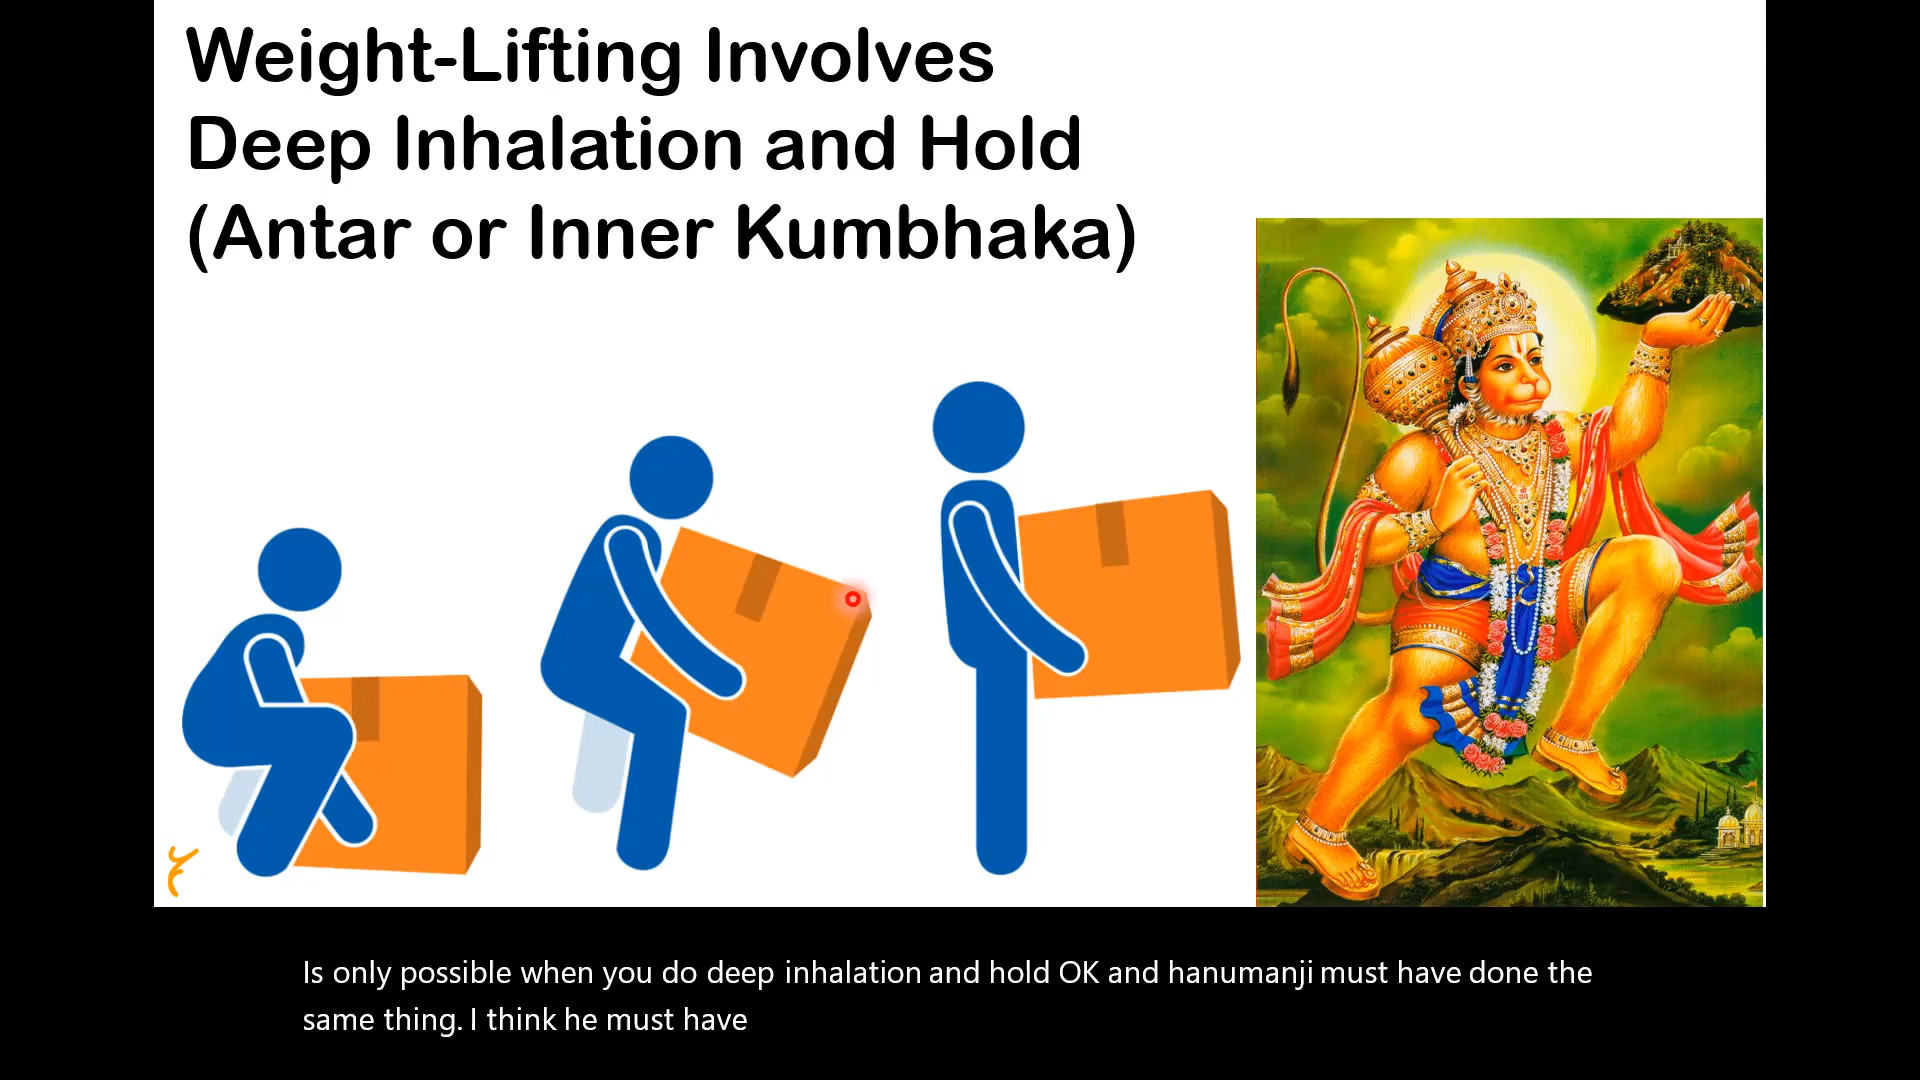 Weight-Lifting Involves
Deep Inhalation and Hold
(Antar or Inner Kumbhaka)
Is only possible when you do deep inhalation and hold OK and hanumanji must have done the
same thing. I think he must have